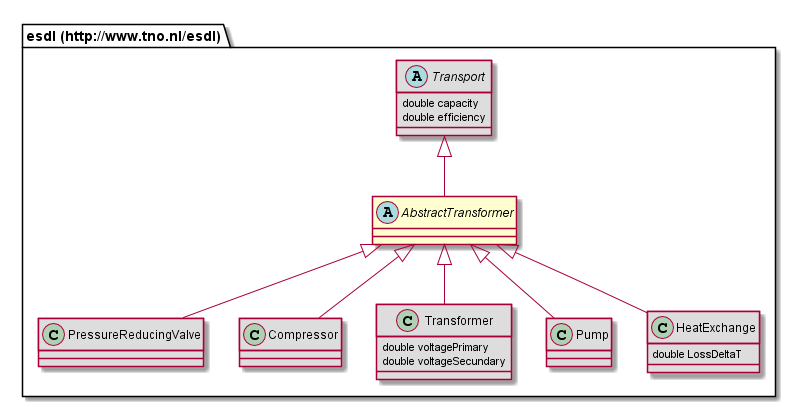 esdl (http://www.tno.nl/esdl)
A Transport
double capacity
double efficiency
A AbstractTransformer
C PressureReducingValve
C Compressor
C Transformer
double voltagePrimary
double voltageSecundary
C Pump
C HeatExchange
double LossDeltaT